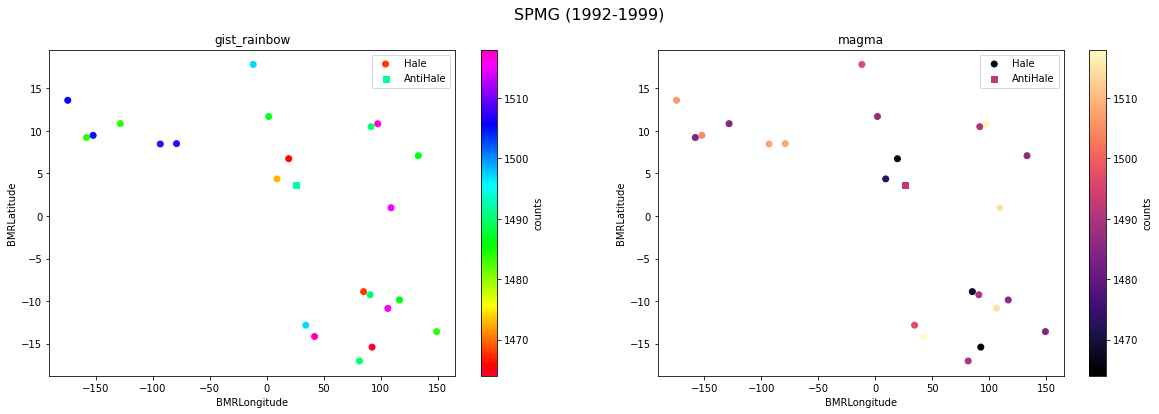 SPMG (1992-1999)
gist_rainbow
Hale
AntiHale
15
10
5
0
−5
−10
−15
BMRLatitude
−150
−100
−50
0
50
100
150
BMRLongitude
1510
1500
1490
1480
1470
counts
magma
Hale
AntiHale
15
10
5
0
−5
−10
−15
BMRLatitude
−150
−100
−50
0
50
100
150
BMRLongitude
1510
1500
1490
1480
1470
counts